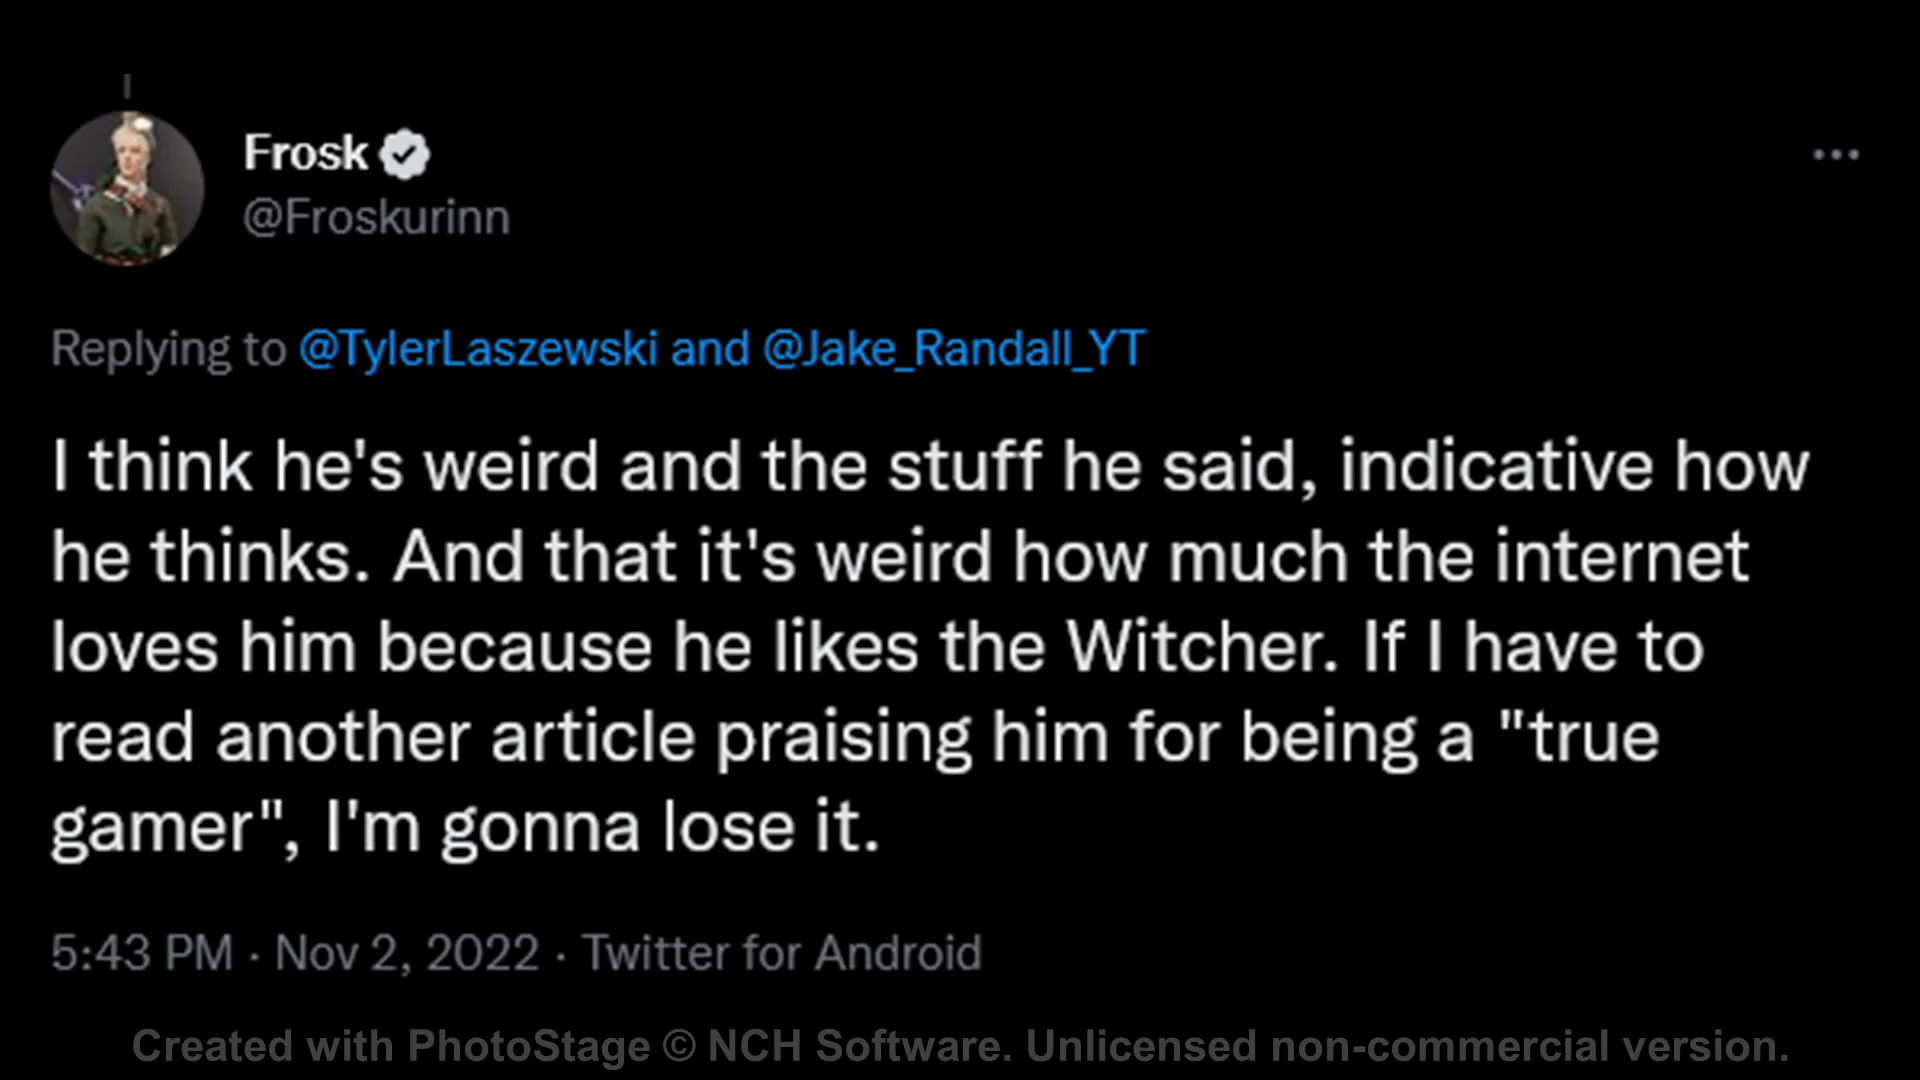 Frosk
@Froskurinn
Replying to @TylerLaszewski and @Jake_Randall_YT
I think he's weird and the stuff he said, indicative how
he thinks. And that it's weird how much the internet
loves him because he likes the Witcher. If I have to
read another article praising him for being a "true
gamer", I'm gonna lose it.
5:43 PM · Nov 2, 2022 · Twitter for Android
Created with PhotoStage © NCH Software. Unlicensed non-commercial version.